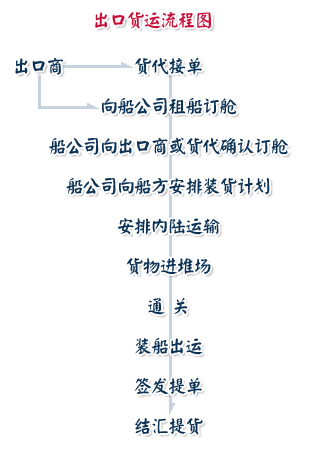 出口货运流程图
出口商 货代接单
向船公司租船订舱
船公司向出口商或货代确认订舱
船公司向船方安排装货计划
安排内陆运输
货物进堆场
通 关
装船出运
签发提单
结汇提货